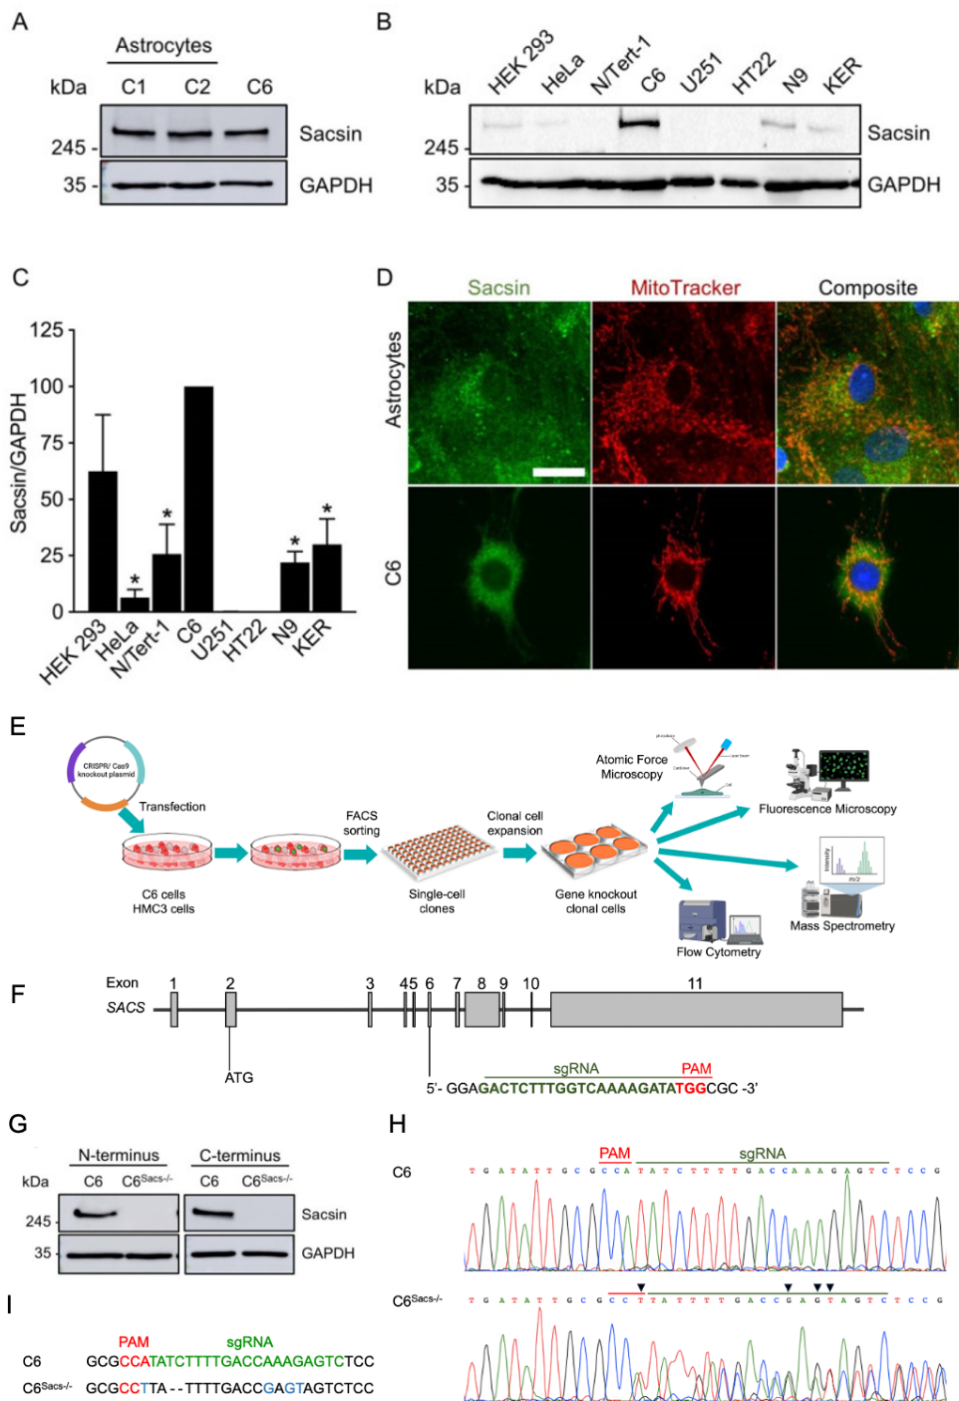 A
Astrocytes
kDa C1 C2 C6
Sacsin
245 -
35 - GAPDH
B
kDa HEK 293 HeLa N/Tert-1 C6 U251 HT22 N9 KER
Sacsin
245 -
35 - GAPDH
C
Sacsin/GAPDH
125
100
75
50
25
0
* * * *
HEK 293 HeLa N/Tert-1 C6 U251 HT22 N9 KER
D
Sacsin MitoTracker Composite
Astrocytes
C6
E
CRISPR/ Cas9
knockout plasmid
Transfection
C6 cells
HMC3 cells
FACS
sorting
Single-cell
clones
Clonal cell
expansion
Gene knockout
clonal cells
Atomic Force
Microscopy
Cell
Fluorescence Microscopy
Intensity
m/z
Mass Spectrometry
Flow Cytometry
F
Exon 1 2 3 4 5 6 7 8 9 10 11
SACS
ATG
sgRNA PAM
5'- GGAGACTCTTTGGTCAAAAGATATGGCGC -3'
G
N-terminus C-terminus
kDa C6 C6Sacs-/- C6 C6Sacs-/-
245 - Sacsin
35 - GAPDH
H
PAM sgRNA
C6 T G A T A T T G C G C C A T A T C T T T T G A C C A A A G A G T C T C C G
C6Sacs-/- T G A T A T T G C G C C T T A T T T T G A C C G A G T A G T C T C C G
I
PAM sgRNA
C6 GCGCCATATCTTTTGACCAAAGAGTCTCC
C6Sacs-/- GCGCCTTA--TTTTGACCGAGTAGTCTCC